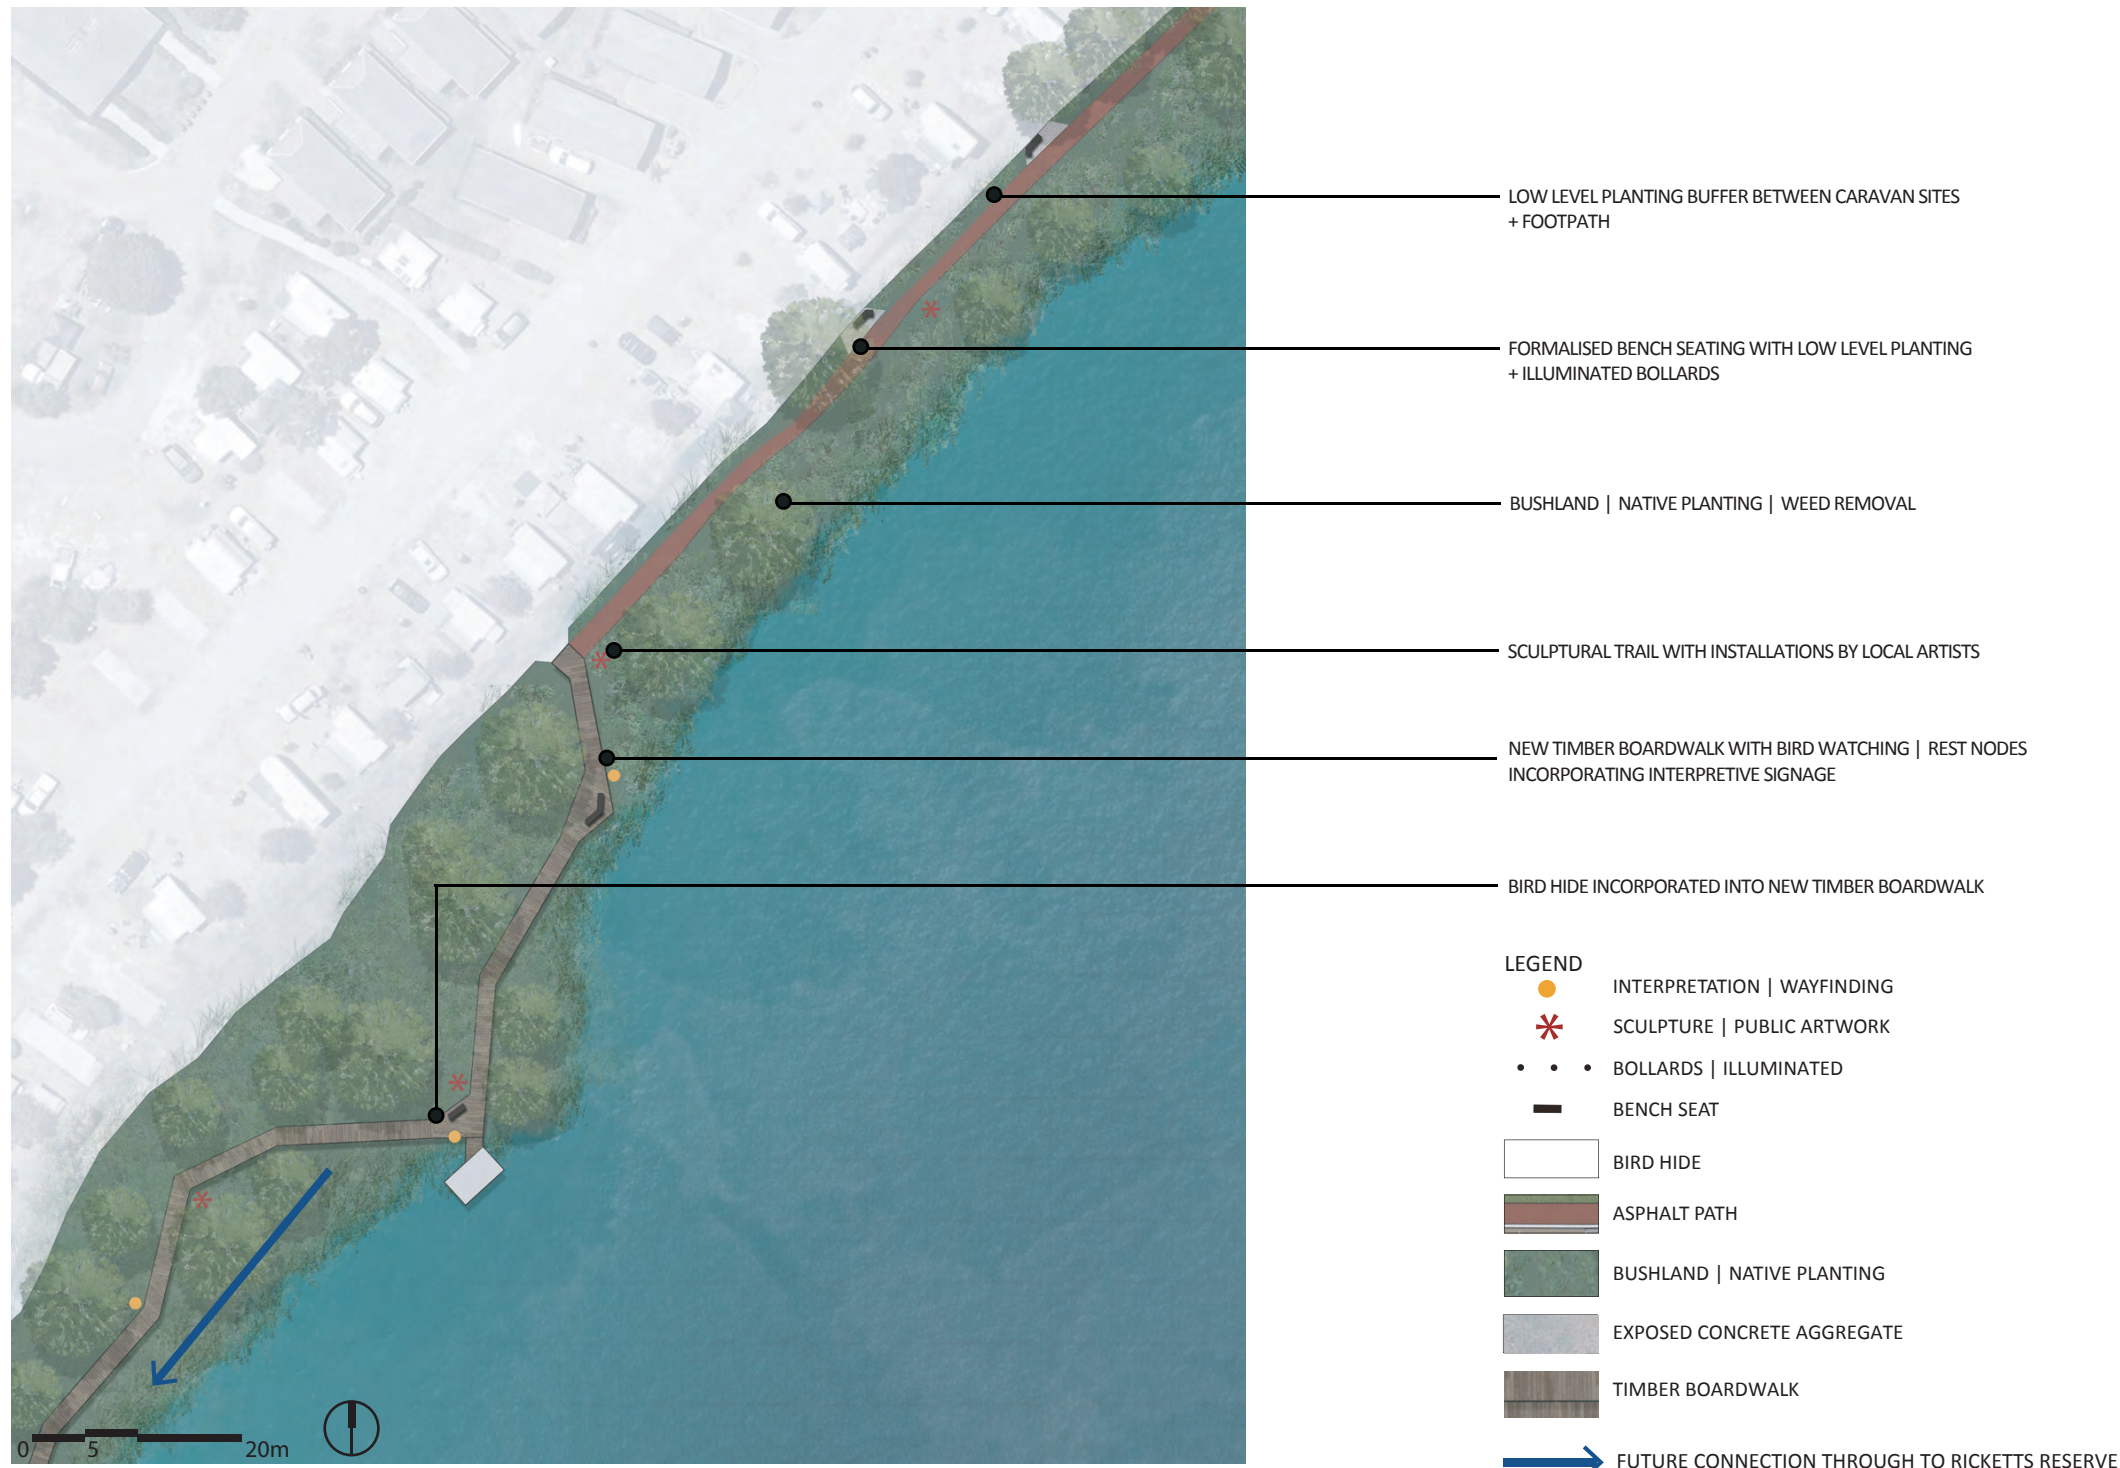 LOW LEVEL PLANTING BUFFER BETWEEN CARAVAN SITES
+ FOOTPATH
FORMALISED BENCH SEATING WITH LOW LEVEL PLANTING
+ ILLUMINATED BOLLARDS
BUSHLAND | NATIVE PLANTING | WEED REMOVAL
SCULPTURAL TRAIL WITH INSTALLATIONS BY LOCAL ARTISTS
NEW TIMBER BOARDWALK WITH BIRD WATCHING | REST NODES
INCORPORATING INTERPRETIVE SIGNAGE
BIRD HIDE INCORPORATED INTO NEW TIMBER BOARDWALK
LEGEND
INTERPRETATION | WAYFINDING
SCULPTURE | PUBLIC ARTWORK
BOLLARDS | ILLUMINATED
BENCH SEAT
BIRD HIDE
ASPHALT PATH
BUSHLAND | NATIVE PLANTING
EXPOSED CONCRETE AGGREGATE
TIMBER BOARDWALK
FUTURE CONNECTION THROUGH TO RICKETTS RESERVE
0 5 20m